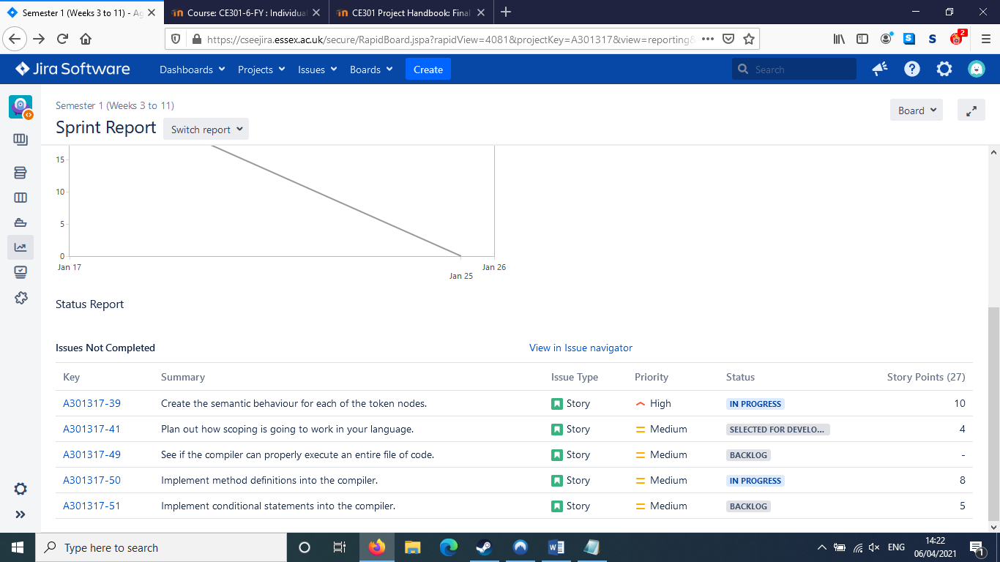 Semester 1 (Weeks 3 to 11) - Ag
Course: CE301-6-FY : Individual
CE301 Project Handbook: Final
https://cseejira.essex.ac.uk/secure/RapidBoard.jspa?rapidView=4081&projectKey=A301317&view=reporting&
S
S
2
Jira Software
Dashboards
Projects
Issues
Boards
Create
Search
Semester 1 (Weeks 3 to 11)
Sprint Report
Switch report
Board
15
10
5
0
Jan 17
Jan 25
Jan 26
Status Report
Issues Not Completed
View in Issue navigator
Key Summary Issue Type Priority Status Story Points (27)
A301317-39 Create the semantic behaviour for each of the token nodes. Story High IN PROGRESS 10
A301317-41 Plan out how scoping is going to work in your language. Story Medium SELECTED FOR DEVELO... 4
A301317-49 See if the compiler can properly execute an entire file of code. Story Medium BACKLOG -
A301317-50 Implement method definitions into the compiler. Story Medium IN PROGRESS 8
A301317-51 Implement conditional statements into the compiler. Story Medium BACKLOG 5
Type here to search
ENG
14:22
06/04/2021
1